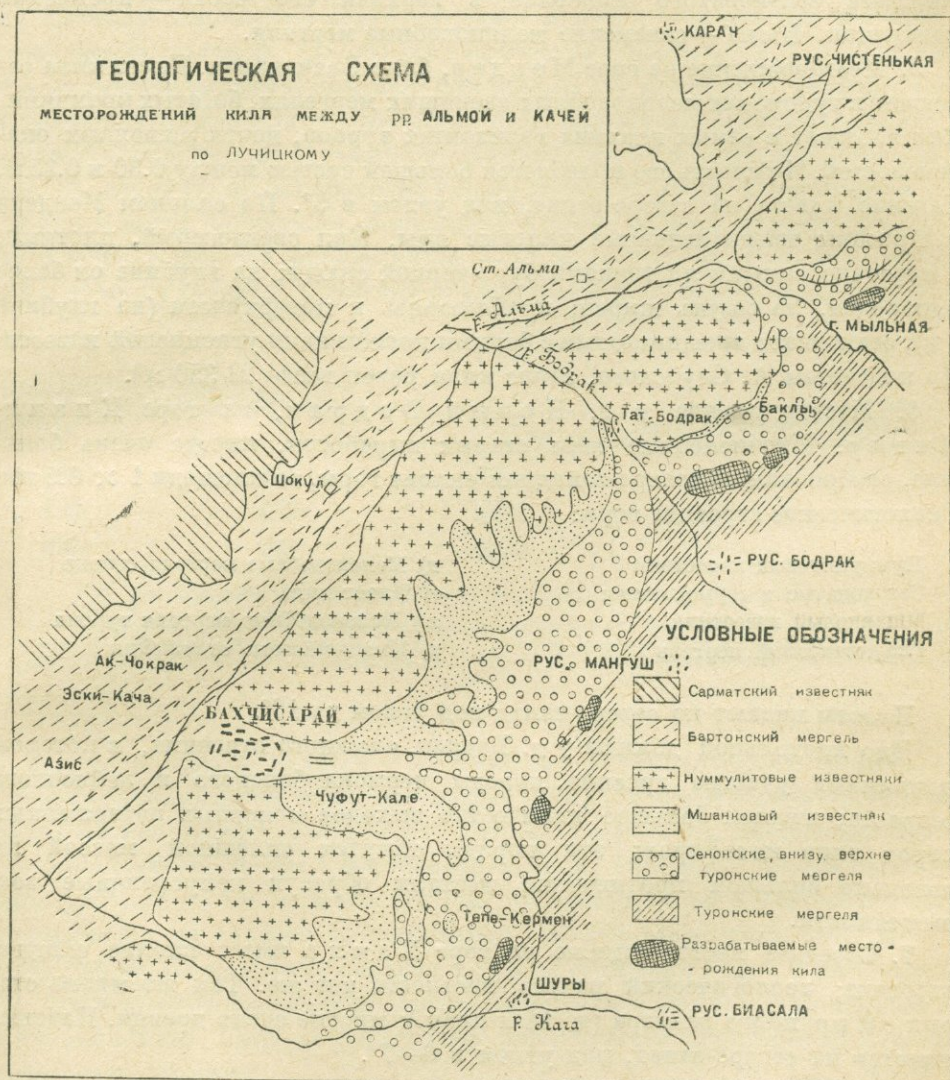 ГЕОЛОГИЧЕСКАЯ СХЕМА
МЕСТОРОЖДЕНИЙ КИЛЯ МЕЖДУ рр. АЛЬМОЙ и КАЧЕЙ
по ЛУЧИЦКОМУ
КАРАЧ
РУС. ЧИСТЕНЬКАЯ
Ст. Альма
Р. Альма
г. МЫЛЬНАЯ
Р. Бодрак
Тат-Бодрак
Баклы
Шокул
РУС. БОДРАК
Ак-Чокрак
Эски-Кача
Азис
БАХЧИСАРАЙ
РУС. МАНГУШ
Чуфут-Кале
Тепе-Кермен
ШУРЫ
Р. Кача
РУС. БИАСАЛА
УСЛОВНЫЕ ОБОЗНАЧЕНИЯ
Сарматский известняк
Бартонский мергель
Нуммулитовые известняки
Мшанковый известняк
Сенонские, внизу верхне
туронские мергеля
Туронские мергеля
Разрабатываемые место-
- рождения кила